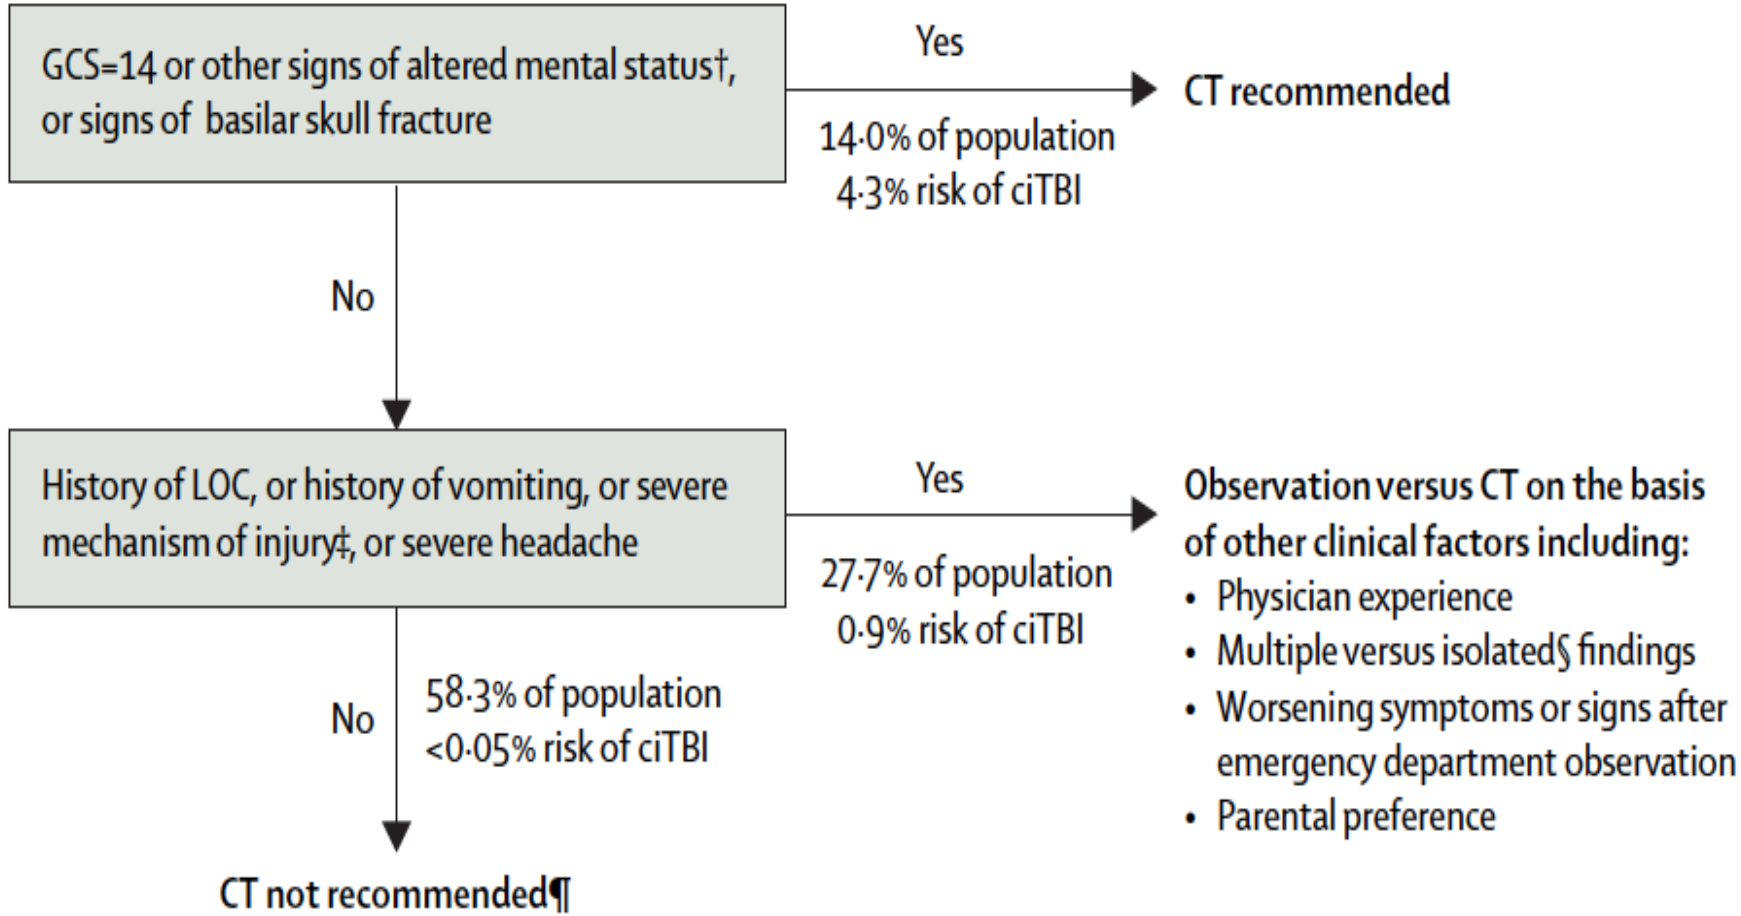 GCS=14 or other signs of altered mental status†,
or signs of basilar skull fracture
Yes
14·0% of population
4·3% risk of ciTBI
CT recommended
No
History of LOC, or history of vomiting, or severe
mechanism of injury‡, or severe headache
Yes
27·7% of population
0·9% risk of ciTBI
Observation versus CT on the basis
of other clinical factors including:
• Physician experience
• Multiple versus isolated§ findings
• Worsening symptoms or signs after
emergency department observation
• Parental preference
No
58·3% of population
<0·05% risk of ciTBI
CT not recommended¶